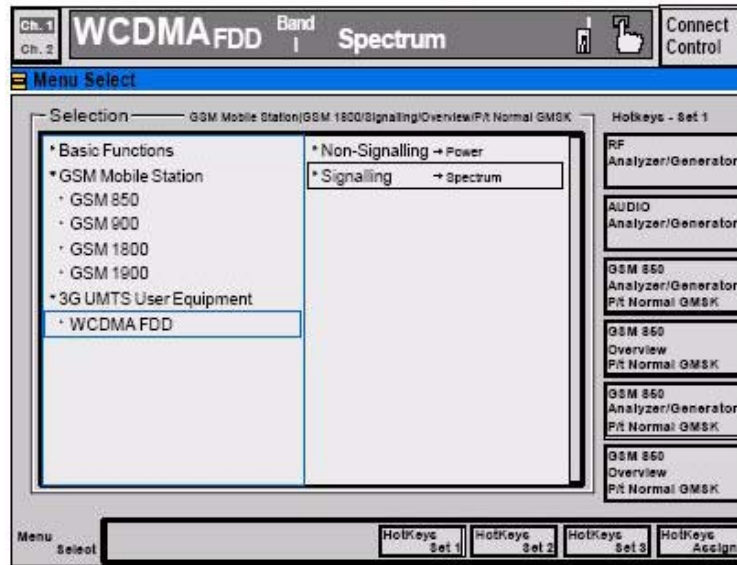 Ch. 1
Ch. 2
WCDMA FDD Band I Spectrum
Connect Control
Menu Select
Selection GSM Mobile Station|GSM 1800/Signalling/Overview/P/t Normal GMSK
Basic Functions
GSM Mobile Station
GSM 850
GSM 900
GSM 1800
GSM 1900
3G UMTS User Equipment
WCDMA FDD
Non-Signalling → Power
Signalling → Spectrum
Hotkeys - Set 1
RF
Analyzer/Generator
AUDIO
Analyzer/Generator
GSM 850
Analyzer/Generator
P/t Normal GMSK
GSM 850
Overview
P/t Normal GMSK
GSM 850
Analyzer/Generator
P/t Normal GMSK
GSM 850
Overview
P/t Normal GMSK
Menu Select
HotKeys Set 1
HotKeys Set 2
HotKeys Set 3
HotKeys Assign